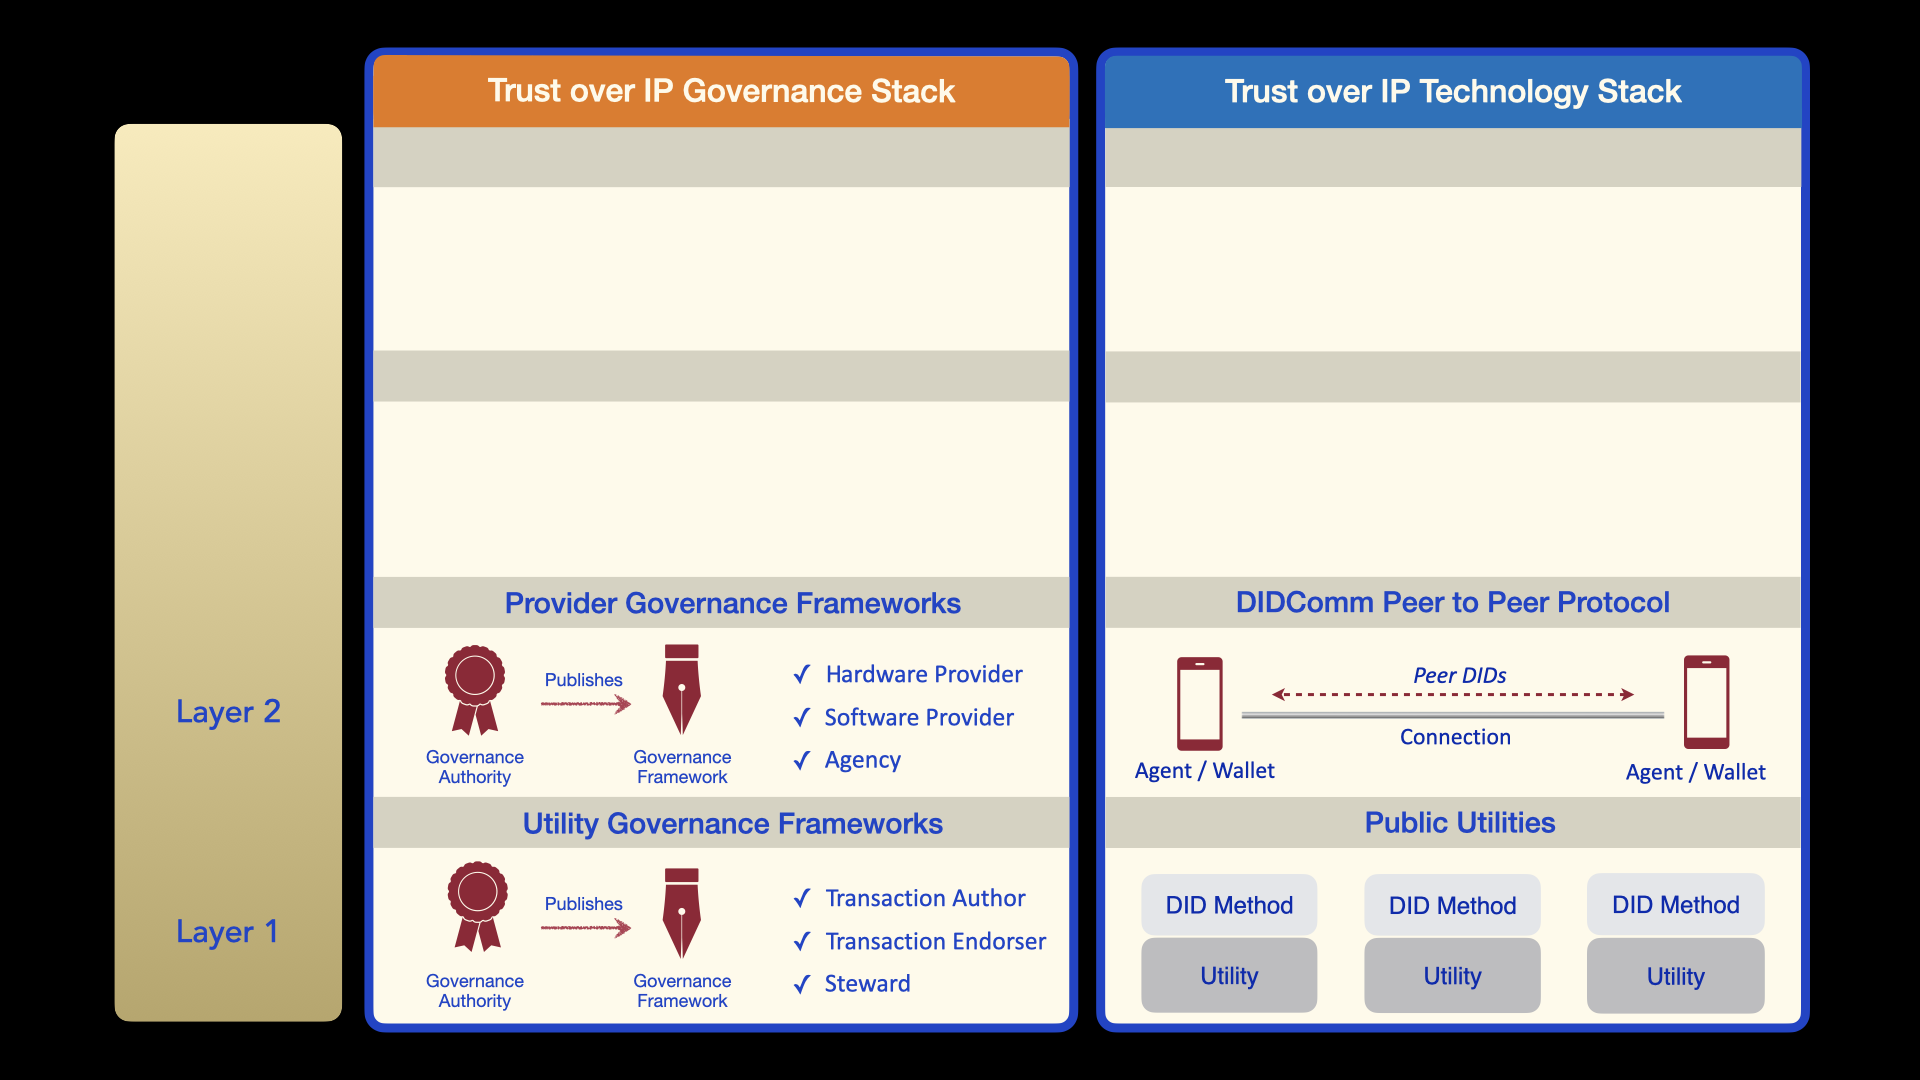 Trust over IP Governance Stack
Trust over IP Technology Stack
Layer 2
Provider Governance Frameworks
Publishes
Governance
Authority
Governance
Framework
✓ Hardware Provider
✓ Software Provider
✓ Agency
DIDComm Peer to Peer Protocol
Peer DIDs
Connection
Agent / Wallet
Agent / Wallet
Layer 1
Utility Governance Frameworks
Publishes
Governance
Authority
Governance
Framework
✓ Transaction Author
✓ Transaction Endorser
✓ Steward
Public Utilities
DID Method
DID Method
DID Method
Utility
Utility
Utility